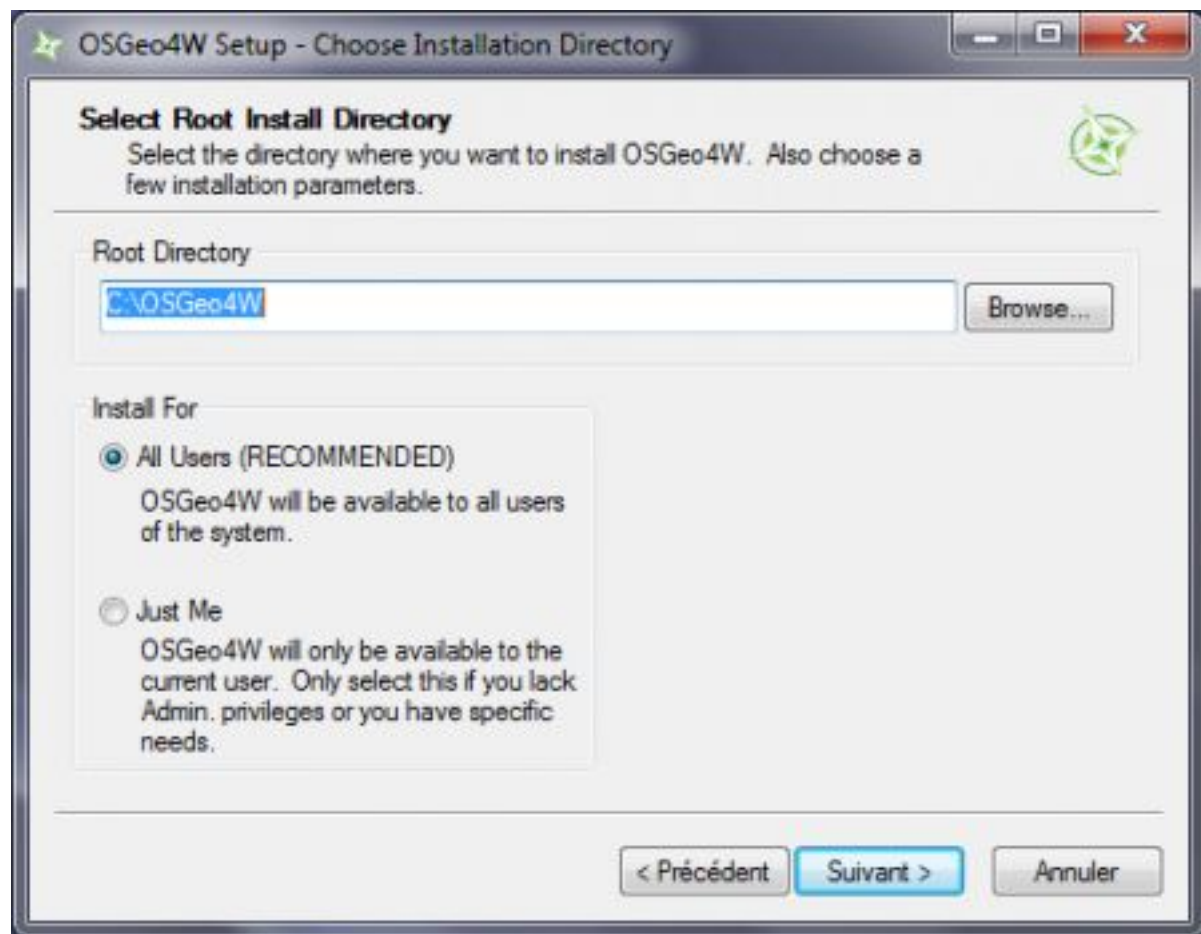 OSGeo4W Setup - Choose Installation Directory
Select Root Install Directory
Select the directory where you want to install OSGeo4W. Also choose a
few installation parameters.
Root Directory
C:\OSGeo4W
Browse...
Install For
All Users (RECOMMENDED)
OSGeo4W will be available to all users
of the system.
Just Me
OSGeo4W will only be available to the
current user. Only select this if you lack
Admin. privileges or you have specific
needs.
< Précédent
Suivant >
Annuler